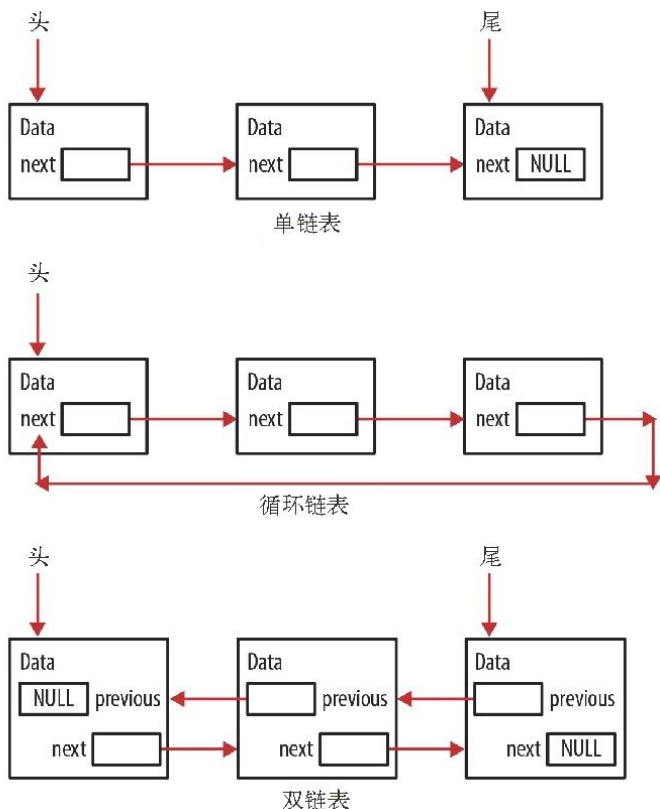 头 尾
Data Data Data
next next next NULL
单链表
头
Data Data Data
next next next
循环链表
头 尾
Data Data Data
NULL previous previous previous
next next next NULL
双链表